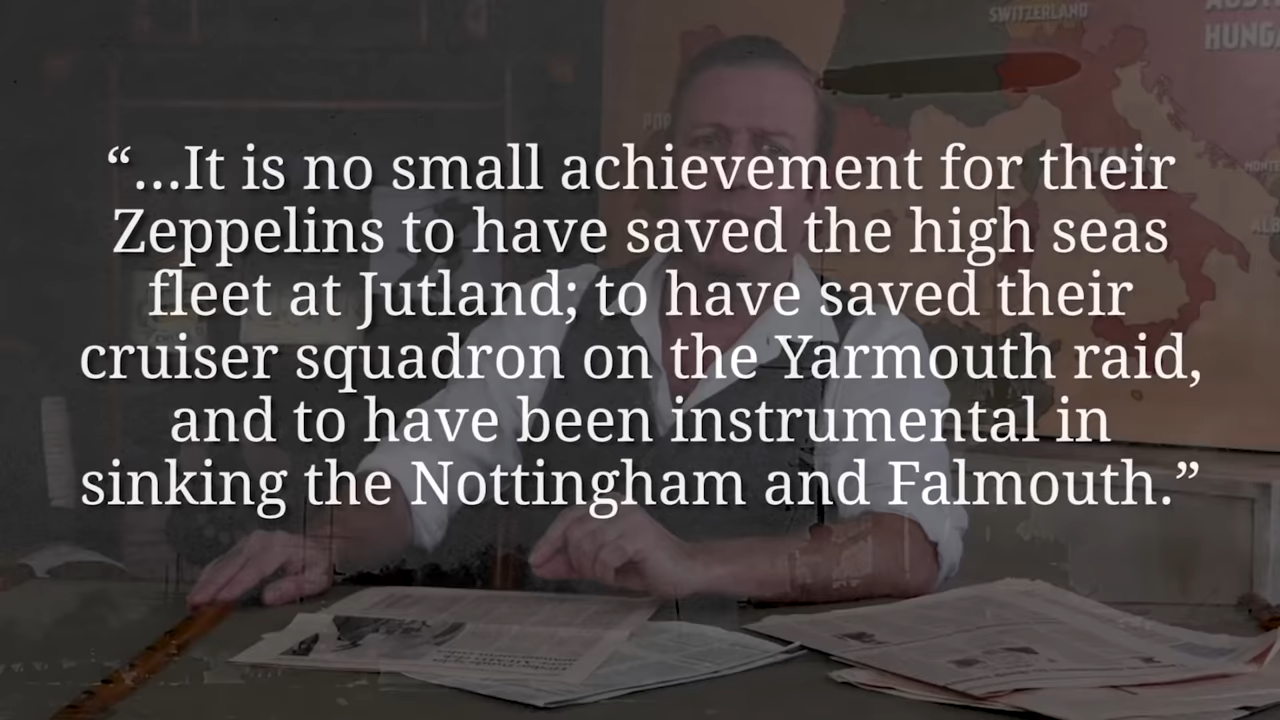 SWITZERLAND
HUNG
ITALY
“...It is no small achievement for their
Zeppelins to have saved the high seas
fleet at Jutland; to have saved their
cruiser squadron on the Yarmouth raid,
and to have been instrumental in
sinking the Nottingham and Falmouth.”